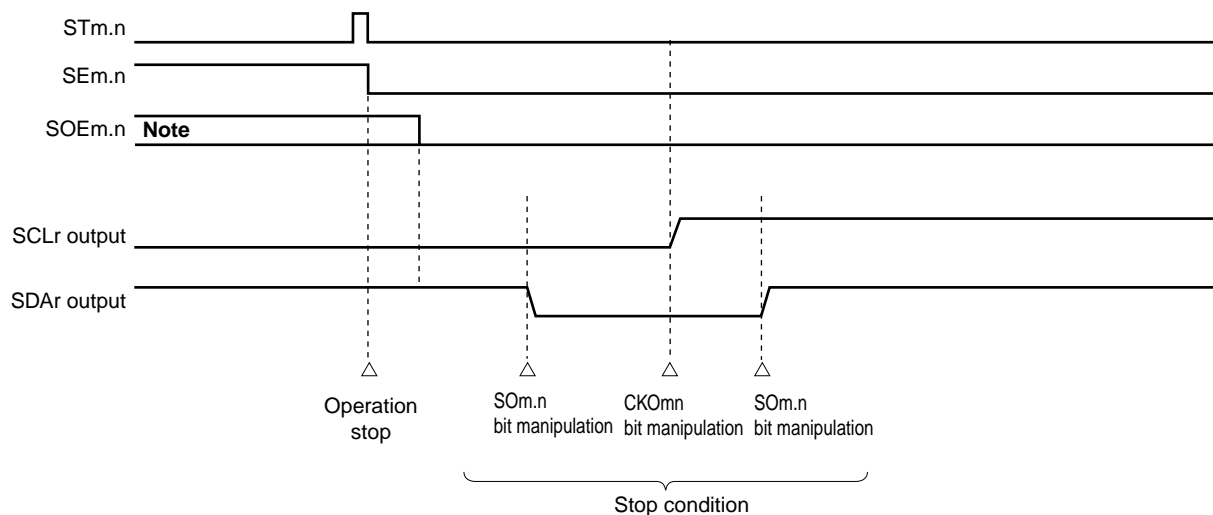 STm.n
SEm.n
SOEm.n Note
SCLr output
SDAr output
Operation
stop
SOm.n
bit manipulation
CKOmn
bit manipulation
SOm.n
bit manipulation
Stop condition